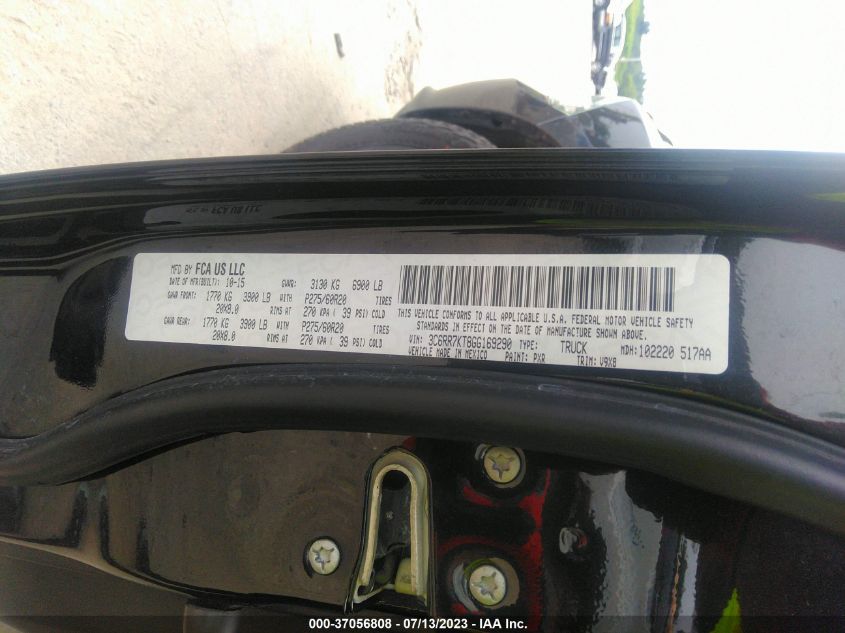 MFD BY FCA US LLC
DATE OF MFR(BUILT): 10-15 GVWR: 3130 KG 6900 LB
GAWR FRONT: 1770 KG 3900 LB WITH P275/60R20 TIRES
20X8.0 RIMS AT 270 KPA ( 39 PSI) COLD
GAWR REAR: 1770 KG 3900 LB WITH P275/60R20 TIRES
20X8.0 RIMS AT 270 KPA ( 39 PSI) COLD
THIS VEHICLE CONFORMS TO ALL APPLICABLE U.S.A. FEDERAL MOTOR VEHICLE SAFETY
STANDARDS IN EFFECT ON THE DATE OF MANUFACTURE SHOWN ABOVE.
VIN: 3C6RR7KT8GG169290 TYPE: TRUCK MDH: 102220 517AA
VEHICLE MADE IN MEXICO PAINT: PXR TRIM: V9X8
000-37056808 - 07/13/2023 - IAA Inc.